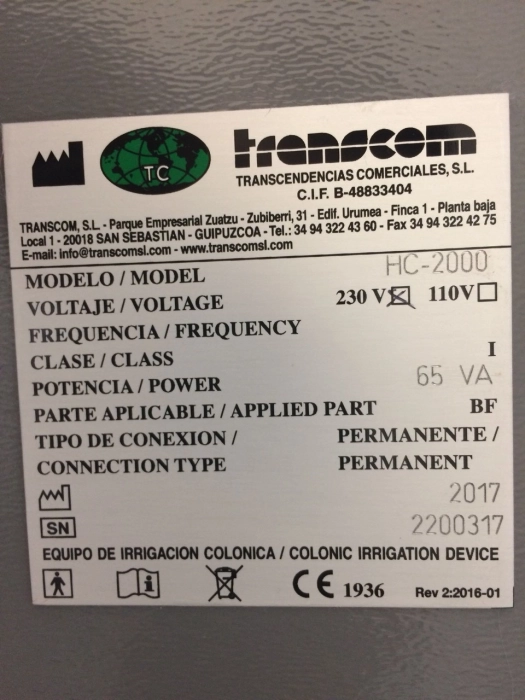 TC
transcom
TRANSCENDENCIAS COMERCIALES, S.L.
C.I.F. B-48833404
TRANSCOM, S.L. - Parque Empresarial Zuatzu - Zubiberri, 31 - Edif. Urumea - Finca 1 - Planta baja
Local 1 - 20018 SAN SEBASTIAN - GUIPUZCOA - Tel.: 34 94 322 43 60 - Fax 34 94 322 42 75
E-mail: info@transcomsl.com - www.transcomsl.com
MODELO / MODEL HC-2000
VOLTAJE / VOLTAGE 230 V 110V
FREQUENCIA / FREQUENCY
CLASE / CLASS I
POTENCIA / POWER 65 VA
PARTE APLICABLE / APPLIED PART BF
TIPO DE CONEXION / PERMANENTE /
CONNECTION TYPE PERMANENT
2017
SN 2200317
EQUIPO DE IRRIGACION COLONICA / COLONIC IRRIGATION DEVICE
i CE 1936 Rev 2:2016-01